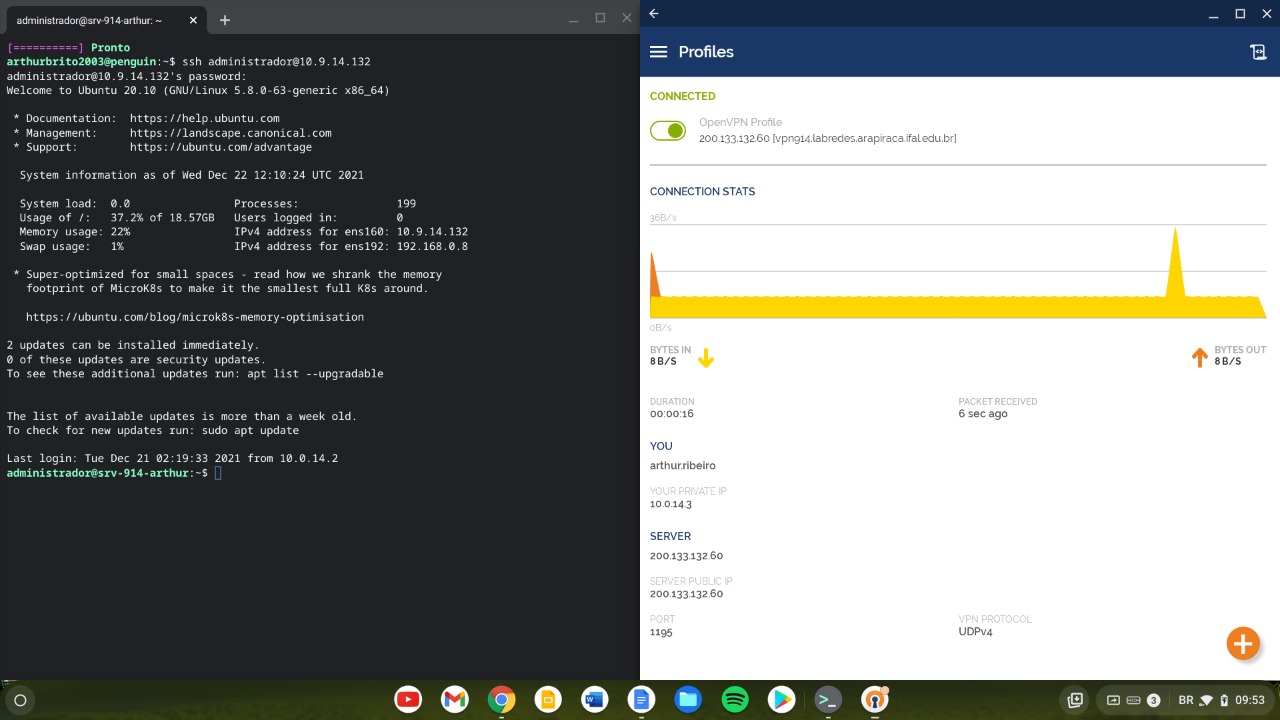 administrador@srv-914-arthur: ~
[==========] Pronto
arthurbrito2003@penguin:~$ ssh administrador@10.9.14.132
administrador@10.9.14.132's password:
Welcome to Ubuntu 20.10 (GNU/Linux 5.8.0-63-generic x86_64)
* Documentation:  https://help.ubuntu.com
* Management:     https://landscape.canonical.com
* Support:        https://ubuntu.com/advantage
System information as of Wed Dec 22 12:10:24 UTC 2021
System load:  0.0                Processes:               199
Usage of /:   37.2% of 18.57GB   Users logged in:         0
Memory usage: 22%                IPv4 address for ens160: 10.9.14.132
Swap usage:   1%                 IPv4 address for ens192: 192.168.0.8
* Super-optimized for small spaces - read how we shrank the memory
footprint of MicroK8s to make it the smallest full K8s around.
https://ubuntu.com/blog/microk8s-memory-optimisation
2 updates can be installed immediately.
0 of these updates are security updates.
To see these additional updates run: apt list --upgradable
The list of available updates is more than a week old.
To check for new updates run: sudo apt update
Last login: Tue Dec 21 02:19:33 2021 from 10.0.14.2
administrador@srv-914-arthur:~$
Profiles
CONNECTED
OpenVPN Profile
200.133.132.60 [vpn914.labredes.arapiraca.ifal.edu.br]
CONNECTION STATS
36B/s
0B/s
BYTES IN
8 B/S
BYTES OUT
8 B/S
DURATION
00:00:16
PACKET RECEIVED
6 sec ago
YOU
arthur.ribeiro
YOUR PRIVATE IP
10.0.14.3
SERVER
200.133.132.60
SERVER PUBLIC IP
200.133.132.60
PORT
1195
VPN PROTOCOL
UDPv4
3
BR
09:53